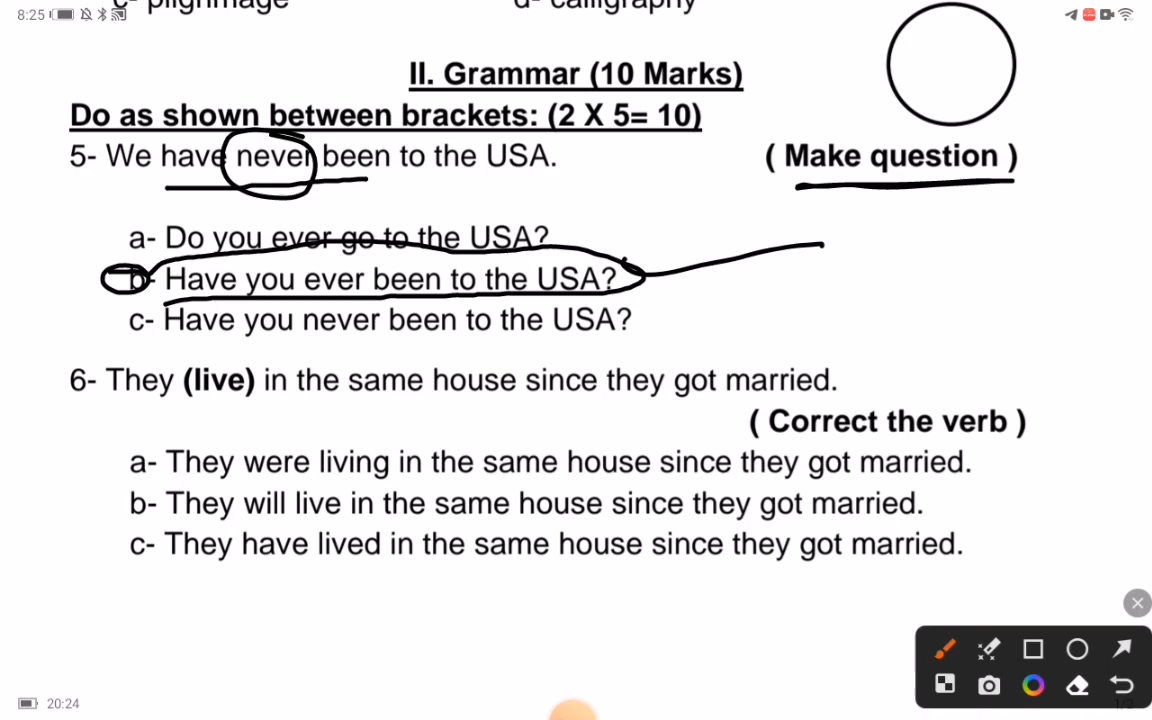 8:25
c- pilgrimage d- calligraphy
II. Grammar (10 Marks)
Do as shown between brackets: (2 X 5= 10)
5- We have never been to the USA. ( Make question )
a- Do you ever go to the USA?
b- Have you ever been to the USA?
c- Have you never been to the USA?
6- They (live) in the same house since they got married.
( Correct the verb )
a- They were living in the same house since they got married.
b- They will live in the same house since they got married.
c- They have lived in the same house since they got married.
20:24
1/2